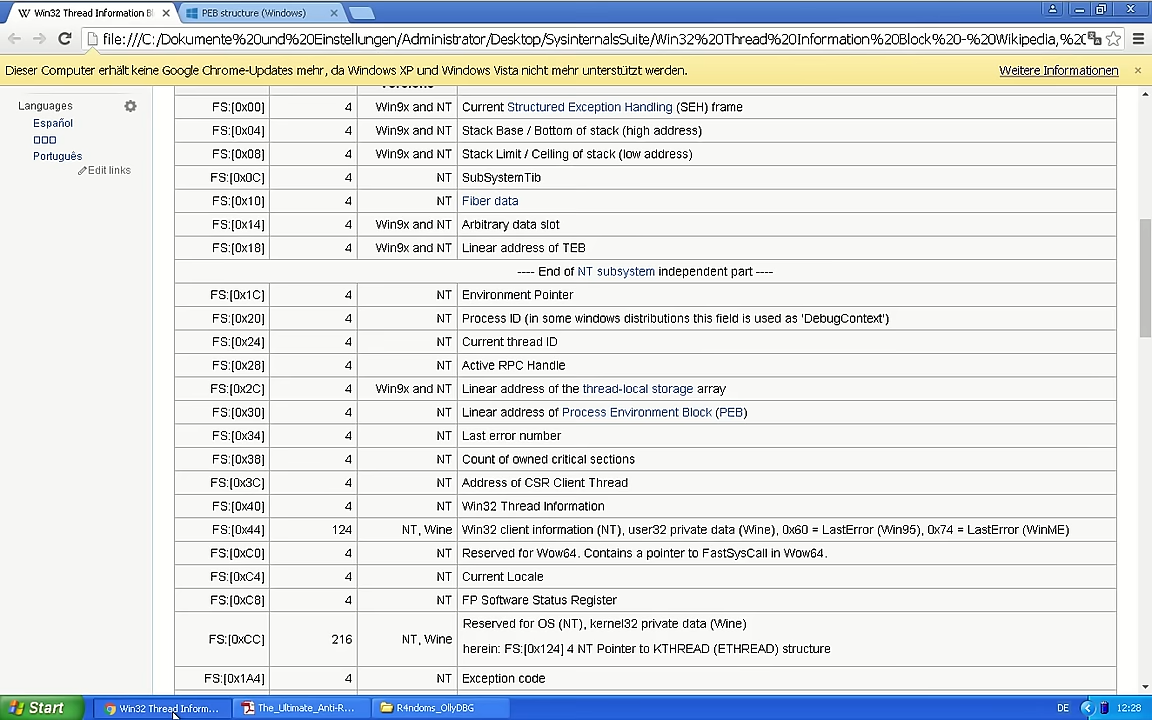 Win32 Thread Information Bl
PEB structure (Windows)
file:///C:/Dokumente%20und%20Einstellungen/Administrator/Desktop/SysInternalsSuite/Win32%20Thread%20Information%20Block%20-%20Wikipedia,%20
Dieser Computer erhält keine Google Chrome-Updates mehr, da Windows XP und Windows Vista nicht mehr unterstützt werden. Weitere Informationen
Languages
Español
Português
Edit links
FS:[0x00] 4 Win9x and NT Current Structured Exception Handling (SEH) frame
FS:[0x04] 4 Win9x and NT Stack Base / Bottom of stack (high address)
FS:[0x08] 4 Win9x and NT Stack Limit / Ceiling of stack (low address)
FS:[0x0C] 4 NT SubSystemTib
FS:[0x10] 4 NT Fiber data
FS:[0x14] 4 Win9x and NT Arbitrary data slot
FS:[0x18] 4 Win9x and NT Linear address of TEB
---- End of NT subsystem independent part ----
FS:[0x1C] 4 NT Environment Pointer
FS:[0x20] 4 NT Process ID (in some windows distributions this field is used as 'DebugContext')
FS:[0x24] 4 NT Current thread ID
FS:[0x28] 4 NT Active RPC Handle
FS:[0x2C] 4 Win9x and NT Linear address of the thread-local storage array
FS:[0x30] 4 NT Linear address of Process Environment Block (PEB)
FS:[0x34] 4 NT Last error number
FS:[0x38] 4 NT Count of owned critical sections
FS:[0x3C] 4 NT Address of CSR Client Thread
FS:[0x40] 4 NT Win32 Thread Information
FS:[0x44] 124 NT, Wine Win32 client information (NT), user32 private data (Wine), 0x60 = LastError (Win95), 0x74 = LastError (WinME)
FS:[0xC0] 4 NT Reserved for Wow64. Contains a pointer to FastSysCall in Wow64.
FS:[0xC4] 4 NT Current Locale
FS:[0xC8] 4 NT FP Software Status Register
FS:[0xCC] 216 NT, Wine Reserved for OS (NT), kernel32 private data (Wine)
herein: FS:[0x124] 4 NT Pointer to KTHREAD (ETHREAD) structure
FS:[0x1A4] 4 NT Exception code
Start
Win32 Thread Inform...
The_Ultimate_Anti-R...
R4ndoms_OllyDBG
DE
12:28